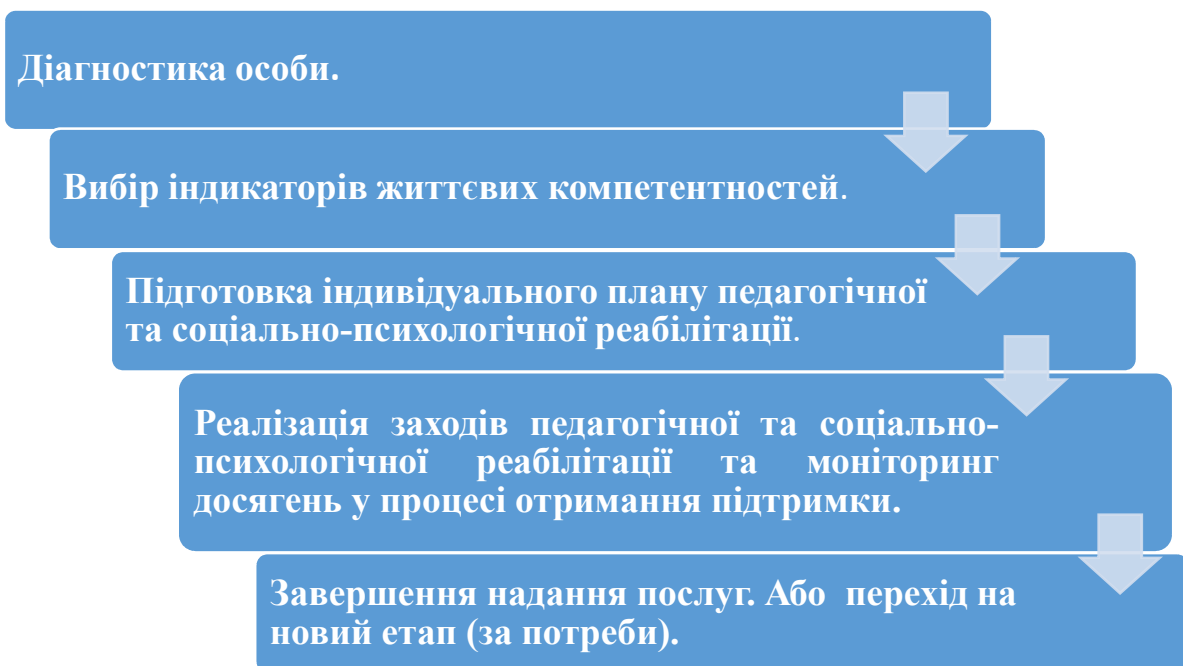 Діагностика особи.
Вибір індикаторів життєвих компетентностей.
Підготовка індивідуального плану педагогічної
та соціально-психологічної реабілітації.
Реалізація заходів педагогічної та соціально-
психологічної реабілітації та моніторинг
досягень у процесі отримання підтримки.
Завершення надання послуг. Або перехід на
новий етап (за потреби).